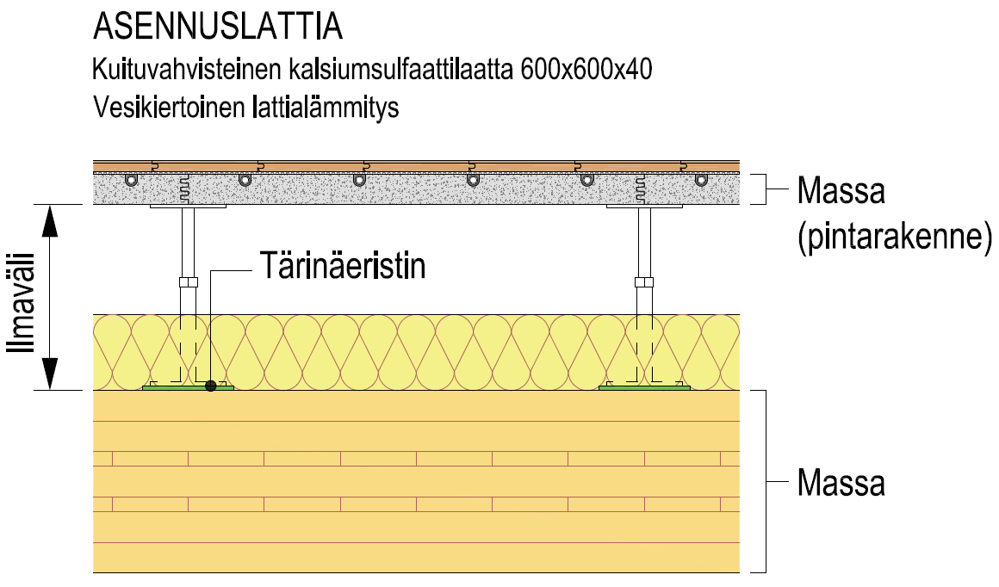 ASENNUSLATTIA
Kuituvahvisteinen kalsiumsulfaattilaatta 600x600x40
Vesikiertoinen lattialämmitys
Massa
(pintarakenne)
Ilmaväli
Tärinäeristin
Massa